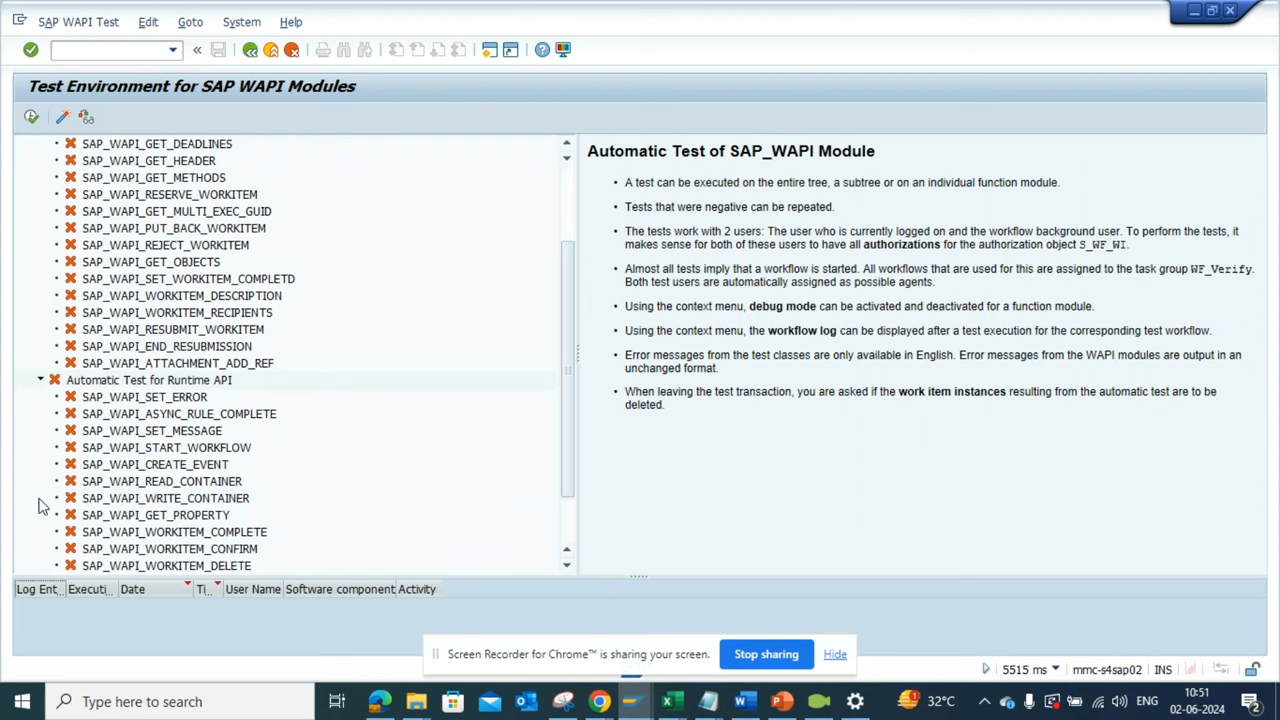 SAP WAPI Test Edit Goto System Help
Test Environment for SAP WAPI Modules
SAP_WAPI_GET_DEADLINES
SAP_WAPI_GET_HEADER
SAP_WAPI_GET_METHODS
SAP_WAPI_RESERVE_WORKITEM
SAP_WAPI_GET_MULTI_EXEC_GUID
SAP_WAPI_PUT_BACK_WORKITEM
SAP_WAPI_REJECT_WORKITEM
SAP_WAPI_GET_OBJECTS
SAP_WAPI_SET_WORKITEM_COMPLETD
SAP_WAPI_WORKITEM_DESCRIPTION
SAP_WAPI_WORKITEM_RECIPIENTS
SAP_WAPI_RESUBMIT_WORKITEM
SAP_WAPI_END_RESUBMISSION
SAP_WAPI_ATTACHMENT_ADD_REF
Automatic Test for Runtime API
SAP_WAPI_SET_ERROR
SAP_WAPI_ASYNC_RULE_COMPLETE
SAP_WAPI_SET_MESSAGE
SAP_WAPI_START_WORKFLOW
SAP_WAPI_CREATE_EVENT
SAP_WAPI_READ_CONTAINER
SAP_WAPI_WRITE_CONTAINER
SAP_WAPI_GET_PROPERTY
SAP_WAPI_WORKITEM_COMPLETE
SAP_WAPI_WORKITEM_CONFIRM
SAP_WAPI_WORKITEM_DELETE
Automatic Test of SAP_WAPI Module
• A test can be executed on the entire tree, a subtree or on an individual function module.
• Tests that were negative can be repeated.
• The tests work with 2 users: The user who is currently logged on and the workflow background user. To perform the tests, it
makes sense for both of these users to have all authorizations for the authorization object S_WF_WI.
• Almost all tests imply that a workflow is started. All workflows that are used for this are assigned to the task group WF_Verify.
Both test users are automatically assigned as possible agents.
• Using the context menu, debug mode can be activated and deactivated for a function module.
• Using the context menu, the workflow log can be displayed after a test execution for the corresponding test workflow.
• Error messages from the test classes are only available in English. Error messages from the WAPI modules are output in an
unchanged format.
• When leaving the test transaction, you are asked if the work item instances resulting from the automatic test are to be
deleted.
Log Ent... Executi... Date Ti... User Name Software component Activity
Screen Recorder for Chrome™ is sharing your screen. Stop sharing Hide
5515 ms mmc-s4sap02 INS
Type here to search 32°C ENG 10:51
02-06-2024 2